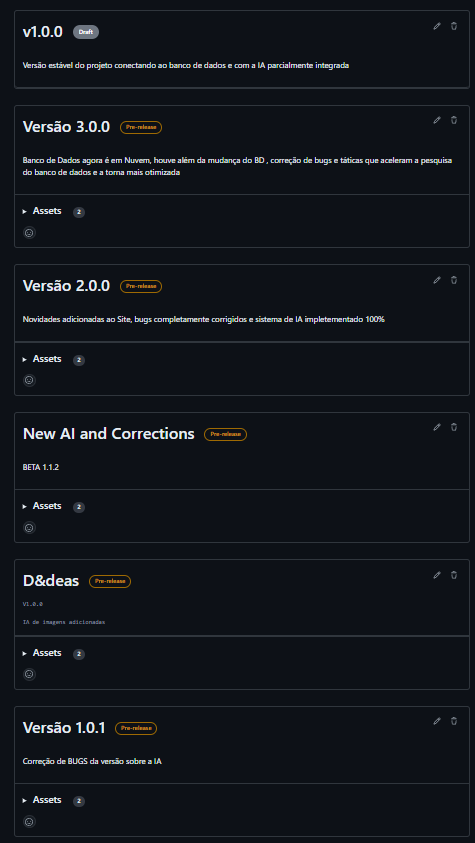 v1.0.0 Draft
Versão estável do projeto conectando ao banco de dados e com a IA parcialmente integrada
Versão 3.0.0 Pre-release
Banco de Dados agora é em Nuvem, houve além da mudança do BD , correção de bugs e táticas que aceleram a pesquisa
do banco de dados e a torna mais otimizada
Assets 2
Versão 2.0.0 Pre-release
Novidades adicionadas ao Site, bugs completamente corrigidos e sistema de IA impletementado 100%
Assets 2
New AI and Corrections Pre-release
BETA 1.1.2
Assets 2
D&deas Pre-release
V1.0.0
IA de imagens adicionadas
Assets 2
Versão 1.0.1 Pre-release
Correção de BUGS da versão sobre a IA
Assets 2